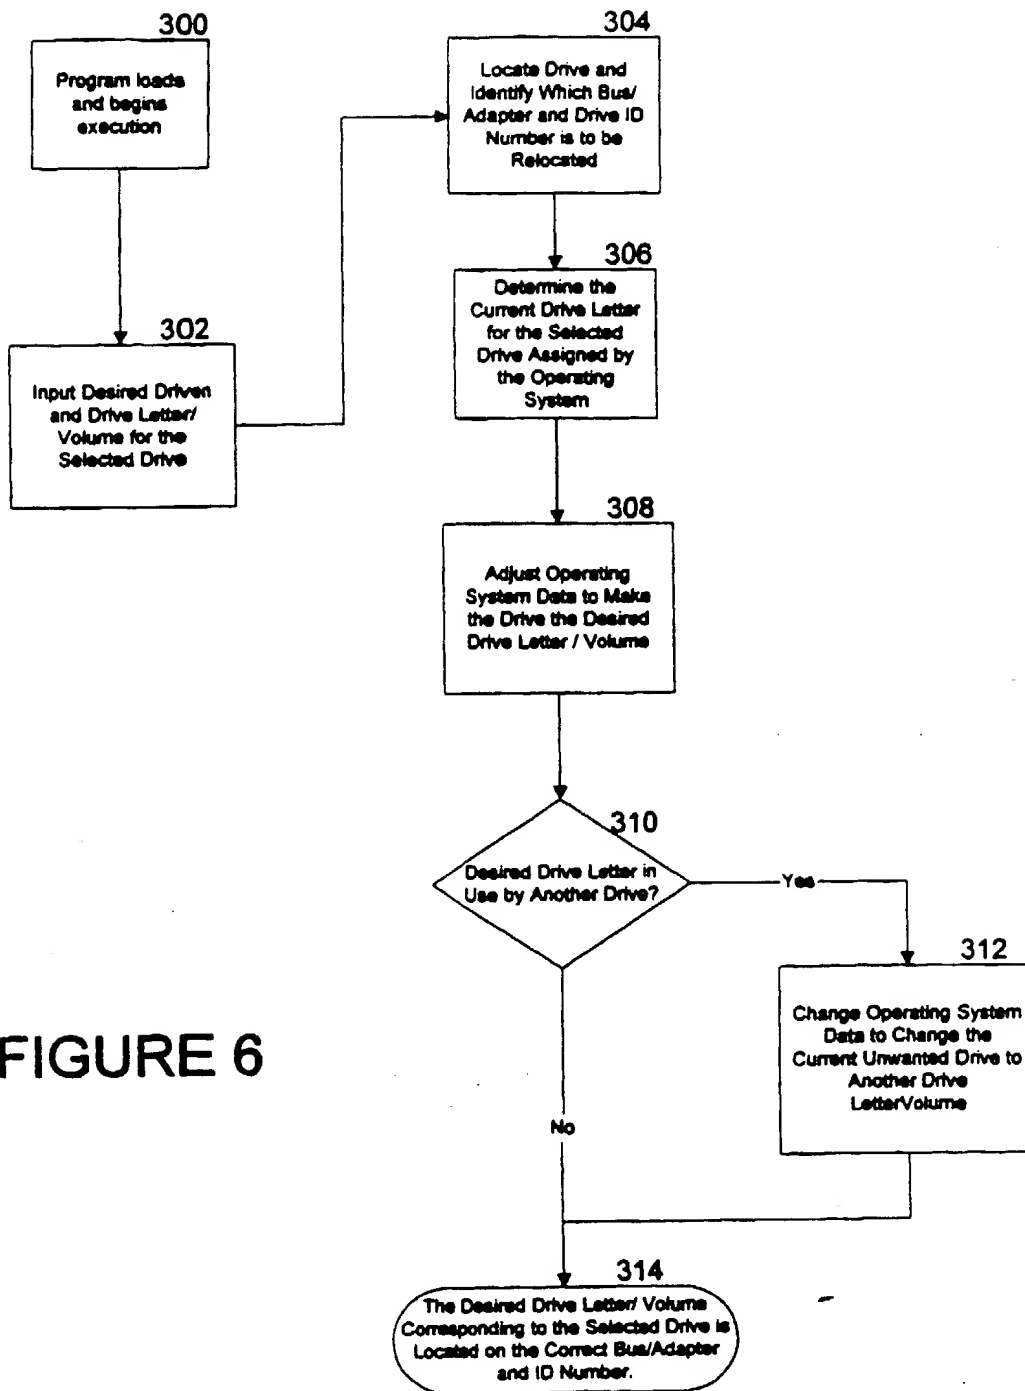 300
Program loads
and begins
execution
302
Input Desired Driven
and Drive Letter/
Volume for the
Selected Drive
304
Locate Drive and
Identify Which Bus/
Adapter and Drive ID
Number is to be
Relocated
306
Determine the
Current Drive Letter
for the Selected
Drive Assigned by
the Operating
System
308
Adjust Operating
System Data to Make
the Drive the Desired
Drive Letter / Volume
310
Desired Drive Letter in
Use by Another Drive?
Yes
312
Change Operating System
Data to Change the
Current Unwanted Drive to
Another Drive
LetterVolume
No
314
The Desired Drive Letter/ Volume
Corresponding to the Selected Drive is
Located on the Correct Bus/Adapter
and ID Number.
FIGURE 6